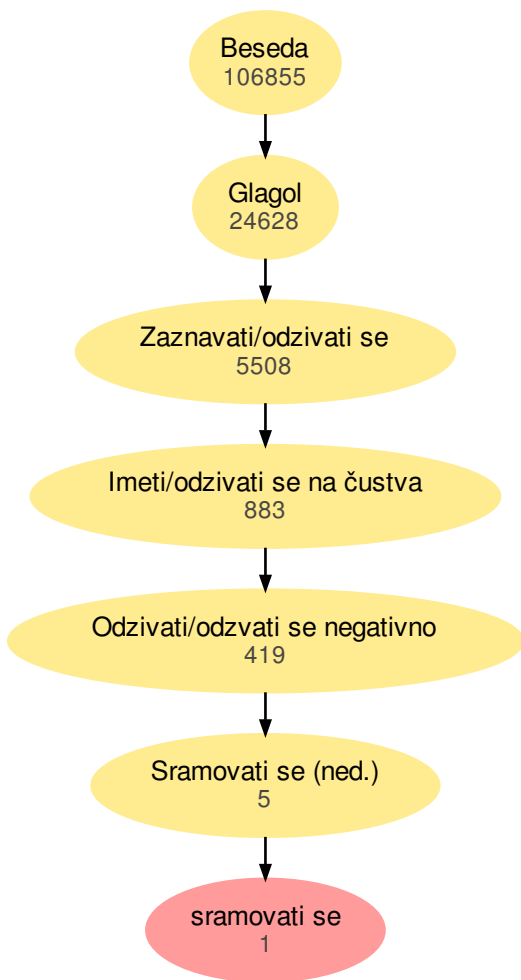 Beseda
106855
Glagol
24628
Zaznavati/odzivati se
5508
Imeti/odzivati se na čustva
883
Odzivati/odzvati se negativno
419
Sramovati se (ned.)
5
sramovati se
1